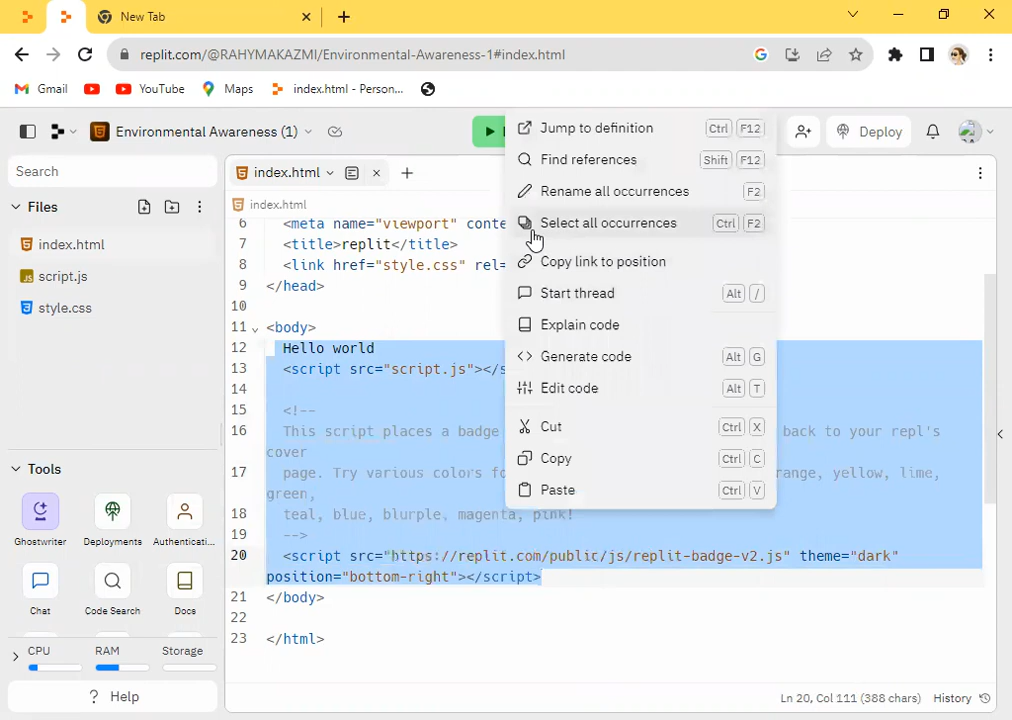 New Tab
replit.com/@RAHYMAKAZMI/Environmental-Awareness-1#index.html
Gmail YouTube Maps index.html - Person...
Environmental Awareness (1) Deploy
Search
Files
index.html
script.js
style.css
Tools
Ghostwriter Deployments Authenticati...
Chat Code Search Docs
CPU RAM Storage
? Help
index.html
index.html
6 <meta name="viewport" conte
7 <title>replit</title>
8 <link href="style.css" rel=
9 </head>
10
11 <body>
12 Hello world
13 <script src="script.js"></s
14
15 <!--
16 This script places a badge back to your repl's
cover
17 page. Try various colors fo range, yellow, lime,
green,
18 teal, blue, blurple, magenta, pink!
19 -->
20 <script src="https://replit.com/public/js/replit-badge-v2.js" theme="dark"
position="bottom-right"></script>
21 </body>
22
23 </html>
Jump to definition Ctrl F12
Find references Shift F12
Rename all occurrences F2
Select all occurrences Ctrl F2
Copy link to position
Start thread Alt /
Explain code
Generate code Alt G
Edit code Alt T
Cut Ctrl X
Copy Ctrl C
Paste Ctrl V
Ln 20, Col 111 (388 chars) History